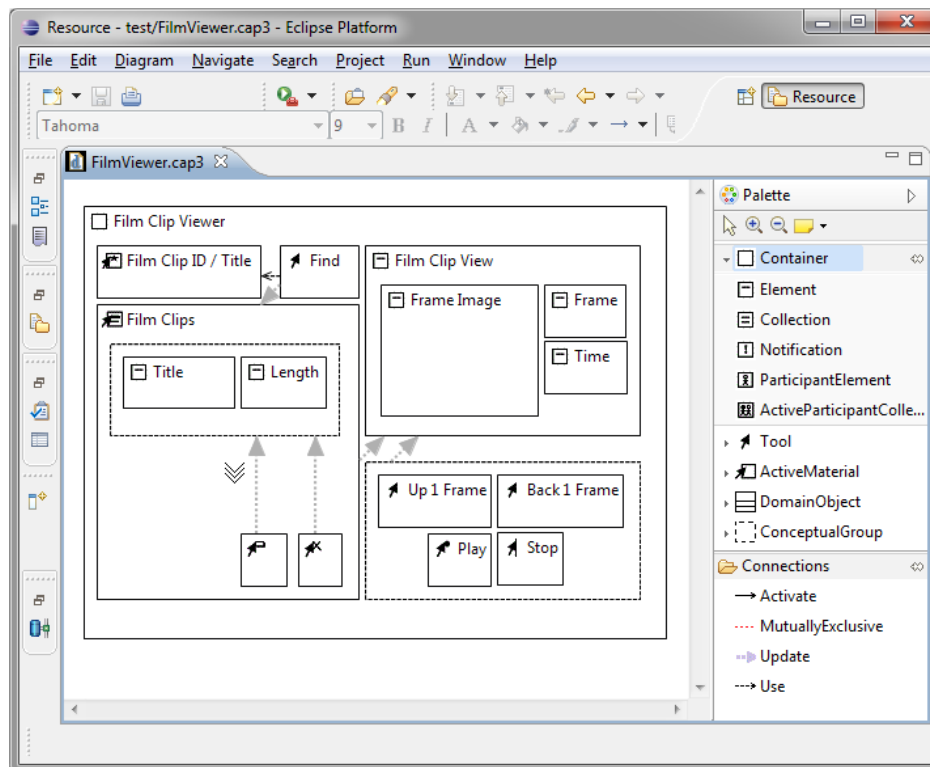 Resource - test/FilmViewer.cap3 - Eclipse Platform
File Edit Diagram Navigate Search Project Run Window Help
Resource
Tahoma 9 B I A
FilmViewer.cap3
Film Clip Viewer
Film Clip ID / Title
Find
Film Clip View
Frame Image
Frame
Time
Film Clips
Title
Length
Up 1 Frame
Back 1 Frame
Play
Stop
Palette
Container
Element
Collection
Notification
ParticipantElement
ActiveParticipantColle...
Tool
ActiveMaterial
DomainObject
ConceptualGroup
Connections
Activate
MutuallyExclusive
Update
Use